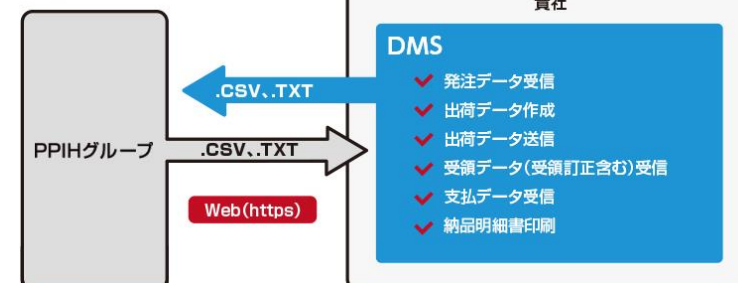 貴社
DMS
発注データ受信
出荷データ作成
出荷データ送信
受領データ(受領訂正含む)受信
支払データ受信
納品明細書印刷
.CSV、.TXT
PPIHグループ
.CSV、.TXT
Web(https)